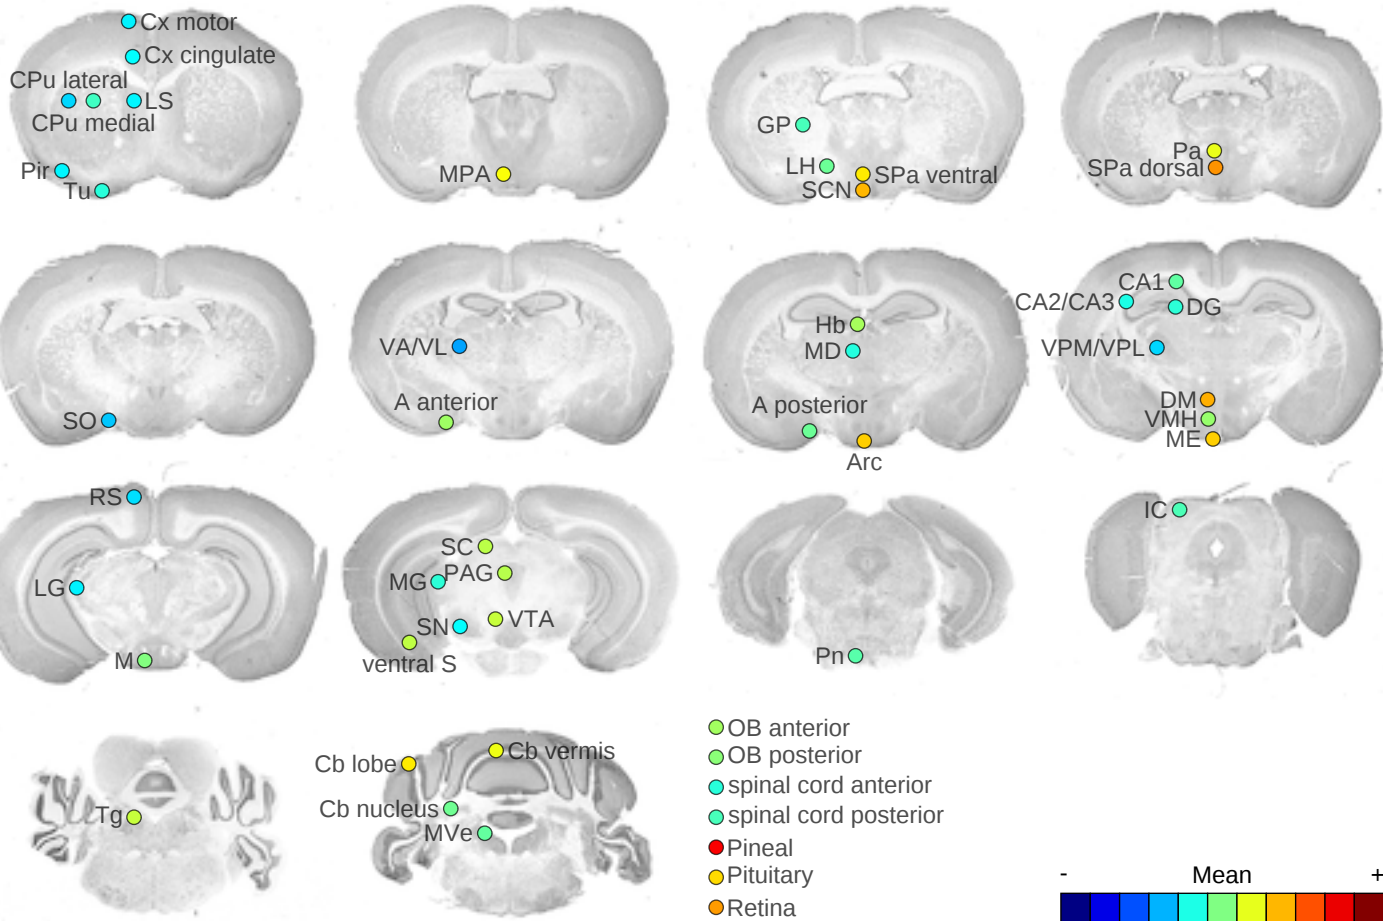 Cx motor
Cx cingulate
CPu lateral
LS
CPu medial
Pir
Tu
MPA
GP
LH
SPa ventral
SCN
Pa
SPa dorsal
SO
VA/VL
A anterior
Hb
MD
A posterior
Arc
CA1
CA2/CA3
DG
VPM/VPL
DM
VMH
ME
RS
LG
M
SC
MG
PAG
SN
VTA
ventral S
Pn
IC
Tg
Cb lobe
Cb vermis
Cb nucleus
MVe
OB anterior
OB posterior
spinal cord anterior
spinal cord posterior
Pineal
Pituitary
Retina
- Mean +